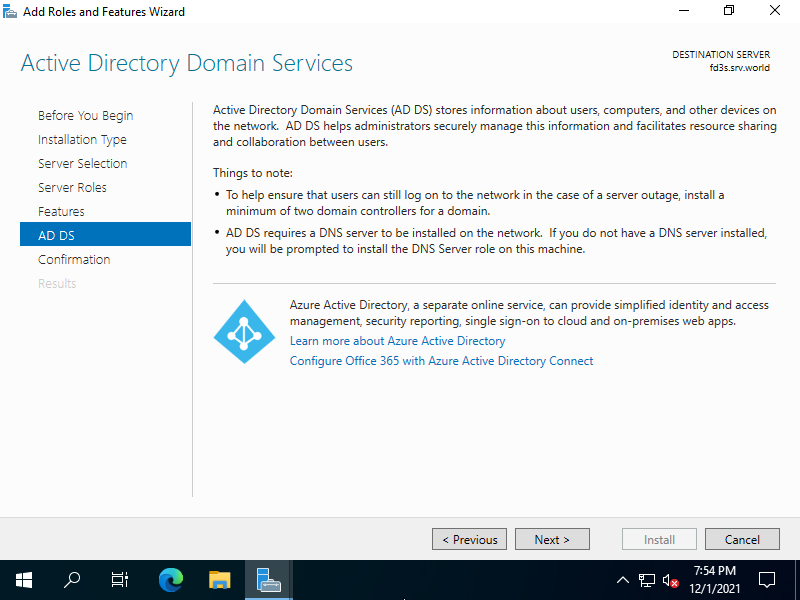 Add Roles and Features Wizard
Active Directory Domain Services
DESTINATION SERVER
fd3s.srv.world
Before You Begin
Installation Type
Server Selection
Server Roles
Features
AD DS
Confirmation
Results
Active Directory Domain Services (AD DS) stores information about users, computers, and other devices on
the network. AD DS helps administrators securely manage this information and facilitates resource sharing
and collaboration between users.
Things to note:
• To help ensure that users can still log on to the network in the case of a server outage, install a
minimum of two domain controllers for a domain.
• AD DS requires a DNS server to be installed on the network. If you do not have a DNS server installed,
you will be prompted to install the DNS Server role on this machine.
Azure Active Directory, a separate online service, can provide simplified identity and access
management, security reporting, single sign-on to cloud and on-premises web apps.
Learn more about Azure Active Directory
Configure Office 365 with Azure Active Directory Connect
< Previous
Next >
Install
Cancel
7:54 PM
12/1/2021